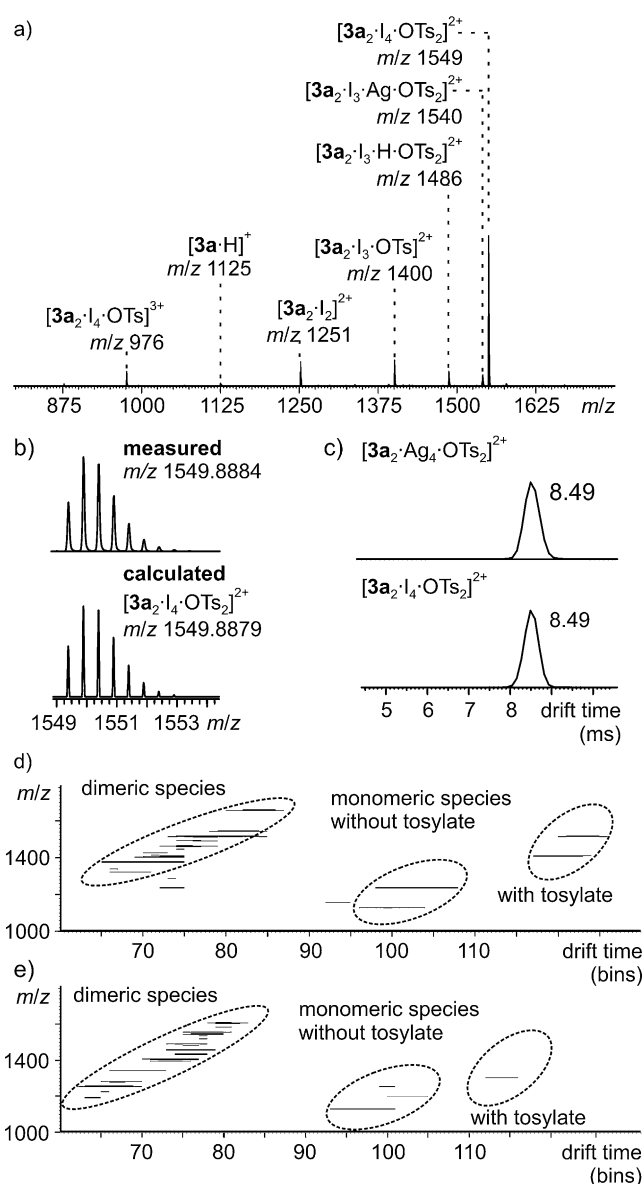 a)
[3a₂·I₄·OTs₂]²⁺
m/z 1549
[3a₂·I₃·Ag·OTs₂]²⁺
m/z 1540
[3a₂·I₃·H·OTs₂]²⁺
m/z 1486
[3a·H]⁺
m/z 1125
[3a₂·I₃·OTs]²⁺
m/z 1400
[3a₂·I₄·OTs]³⁺
m/z 976
[3a₂·I₂]²⁺
m/z 1251
875 1000 1125 1250 1375 1500 1625 m/z
b)
measured
m/z 1549.8884
calculated
[3a₂·I₄·OTs₂]²⁺
m/z 1549.8879
1549 1551 1553 m/z
c)
[3a₂·Ag₄·OTs₂]²⁺
8.49
[3a₂·I₄·OTs₂]²⁺
8.49
5 6 7 8 drift time
(ms)
d)
m/z
dimeric species
monomeric species
without tosylate
1400
with tosylate
1000
70 80 90 100 110 drift time
(bins)
e)
m/z
dimeric species
monomeric species
without tosylate
1400
with tosylate
1000
70 80 90 100 110 drift time
(bins)